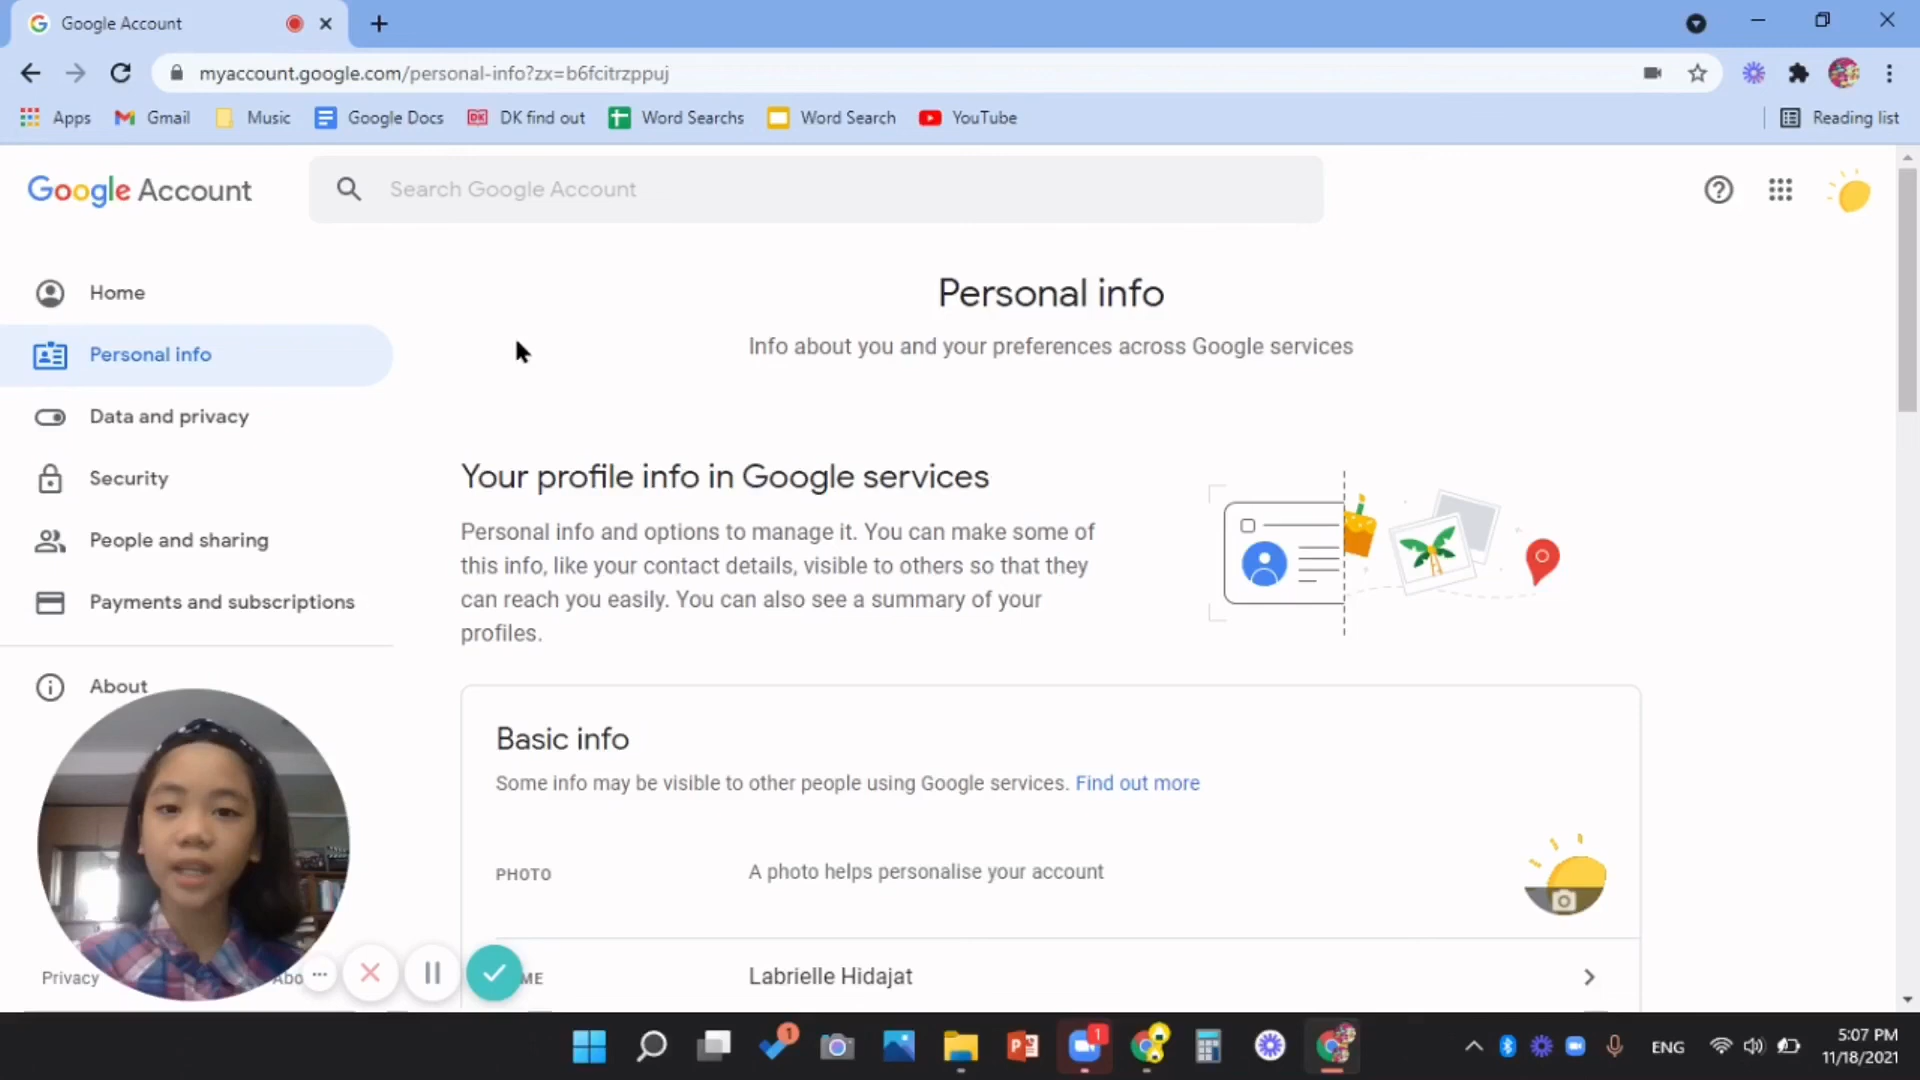 Google Account
myaccount.google.com/personal-info?zx=b6fcitrzppuj
Apps
Gmail
Music
Google Docs
DK
DK find out
Word Searchs
Word Search
YouTube
Reading list
Google Account
Search Google Account
Home
Personal info
Data and privacy
Security
People and sharing
Payments and subscriptions
About
Personal info
Info about you and your preferences across Google services
Your profile info in Google services
Personal info and options to manage it. You can make some of
this info, like your contact details, visible to others so that they
can reach you easily. You can also see a summary of your
profiles.
Basic info
Some info may be visible to other people using Google services. Find out more
PHOTO
A photo helps personalise your account
ME
Labrielle Hidajat
Privacy
Abo
1
1
ENG
5:07 PM
11/18/2021